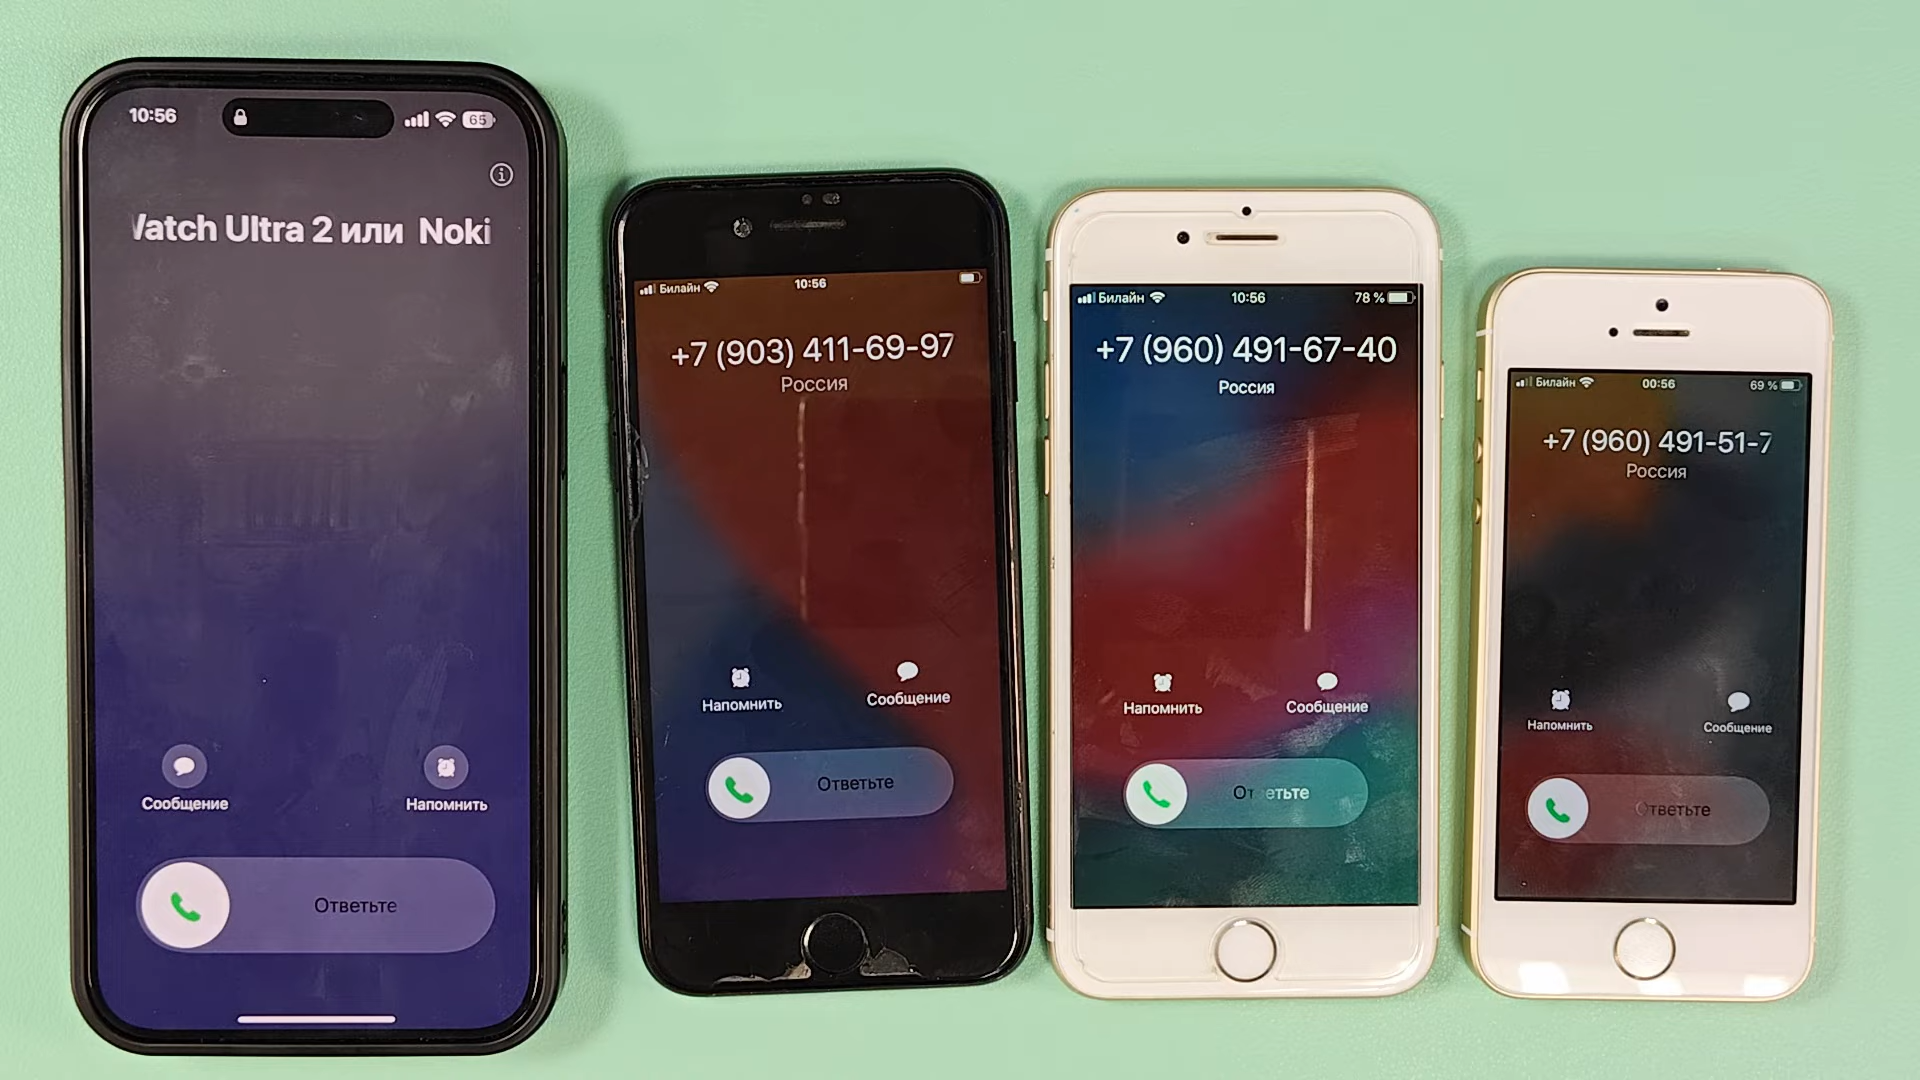 10:56 65
Watch Ultra 2 или Noki
Сообщение Напомнить
Ответьте
Билайн 10:56
+7 (903) 411-69-97
Россия
Напомнить Сообщение
Ответьте
Билайн 10:56 78 %
+7 (960) 491-67-40
Россия
Напомнить Сообщение
Ответьте
Билайн 00:56 69 %
+7 (960) 491-51-7
Россия
Напомнить Сообщение
Ответьте